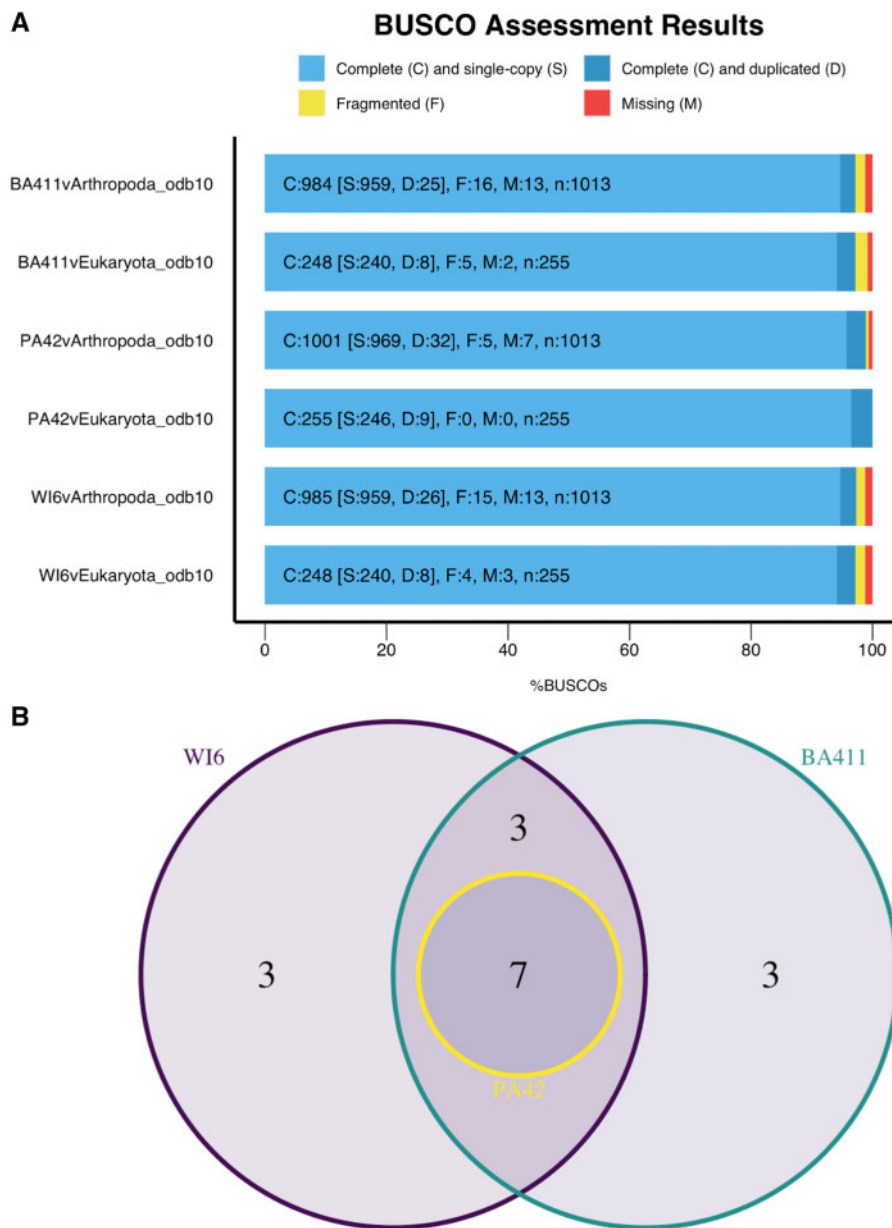 A
BUSCO Assessment Results
Complete (C) and single-copy (S)
Complete (C) and duplicated (D)
Fragmented (F)
Missing (M)
BA411vArthropoda_odb10
C:984 [S:959, D:25], F:16, M:13, n:1013
BA411vEukaryota_odb10
C:248 [S:240, D:8], F:5, M:2, n:255
PA42vArthropoda_odb10
C:1001 [S:969, D:32], F:5, M:7, n:1013
PA42vEukaryota_odb10
C:255 [S:246, D:9], F:0, M:0, n:255
WI6vArthropoda_odb10
C:985 [S:959, D:26], F:15, M:13, n:1013
WI6vEukaryota_odb10
C:248 [S:240, D:8], F:4, M:3, n:255
0 20 40 60 80 100
%BUSCOs
B
WI6
BA411
3
3
7
3
PA42